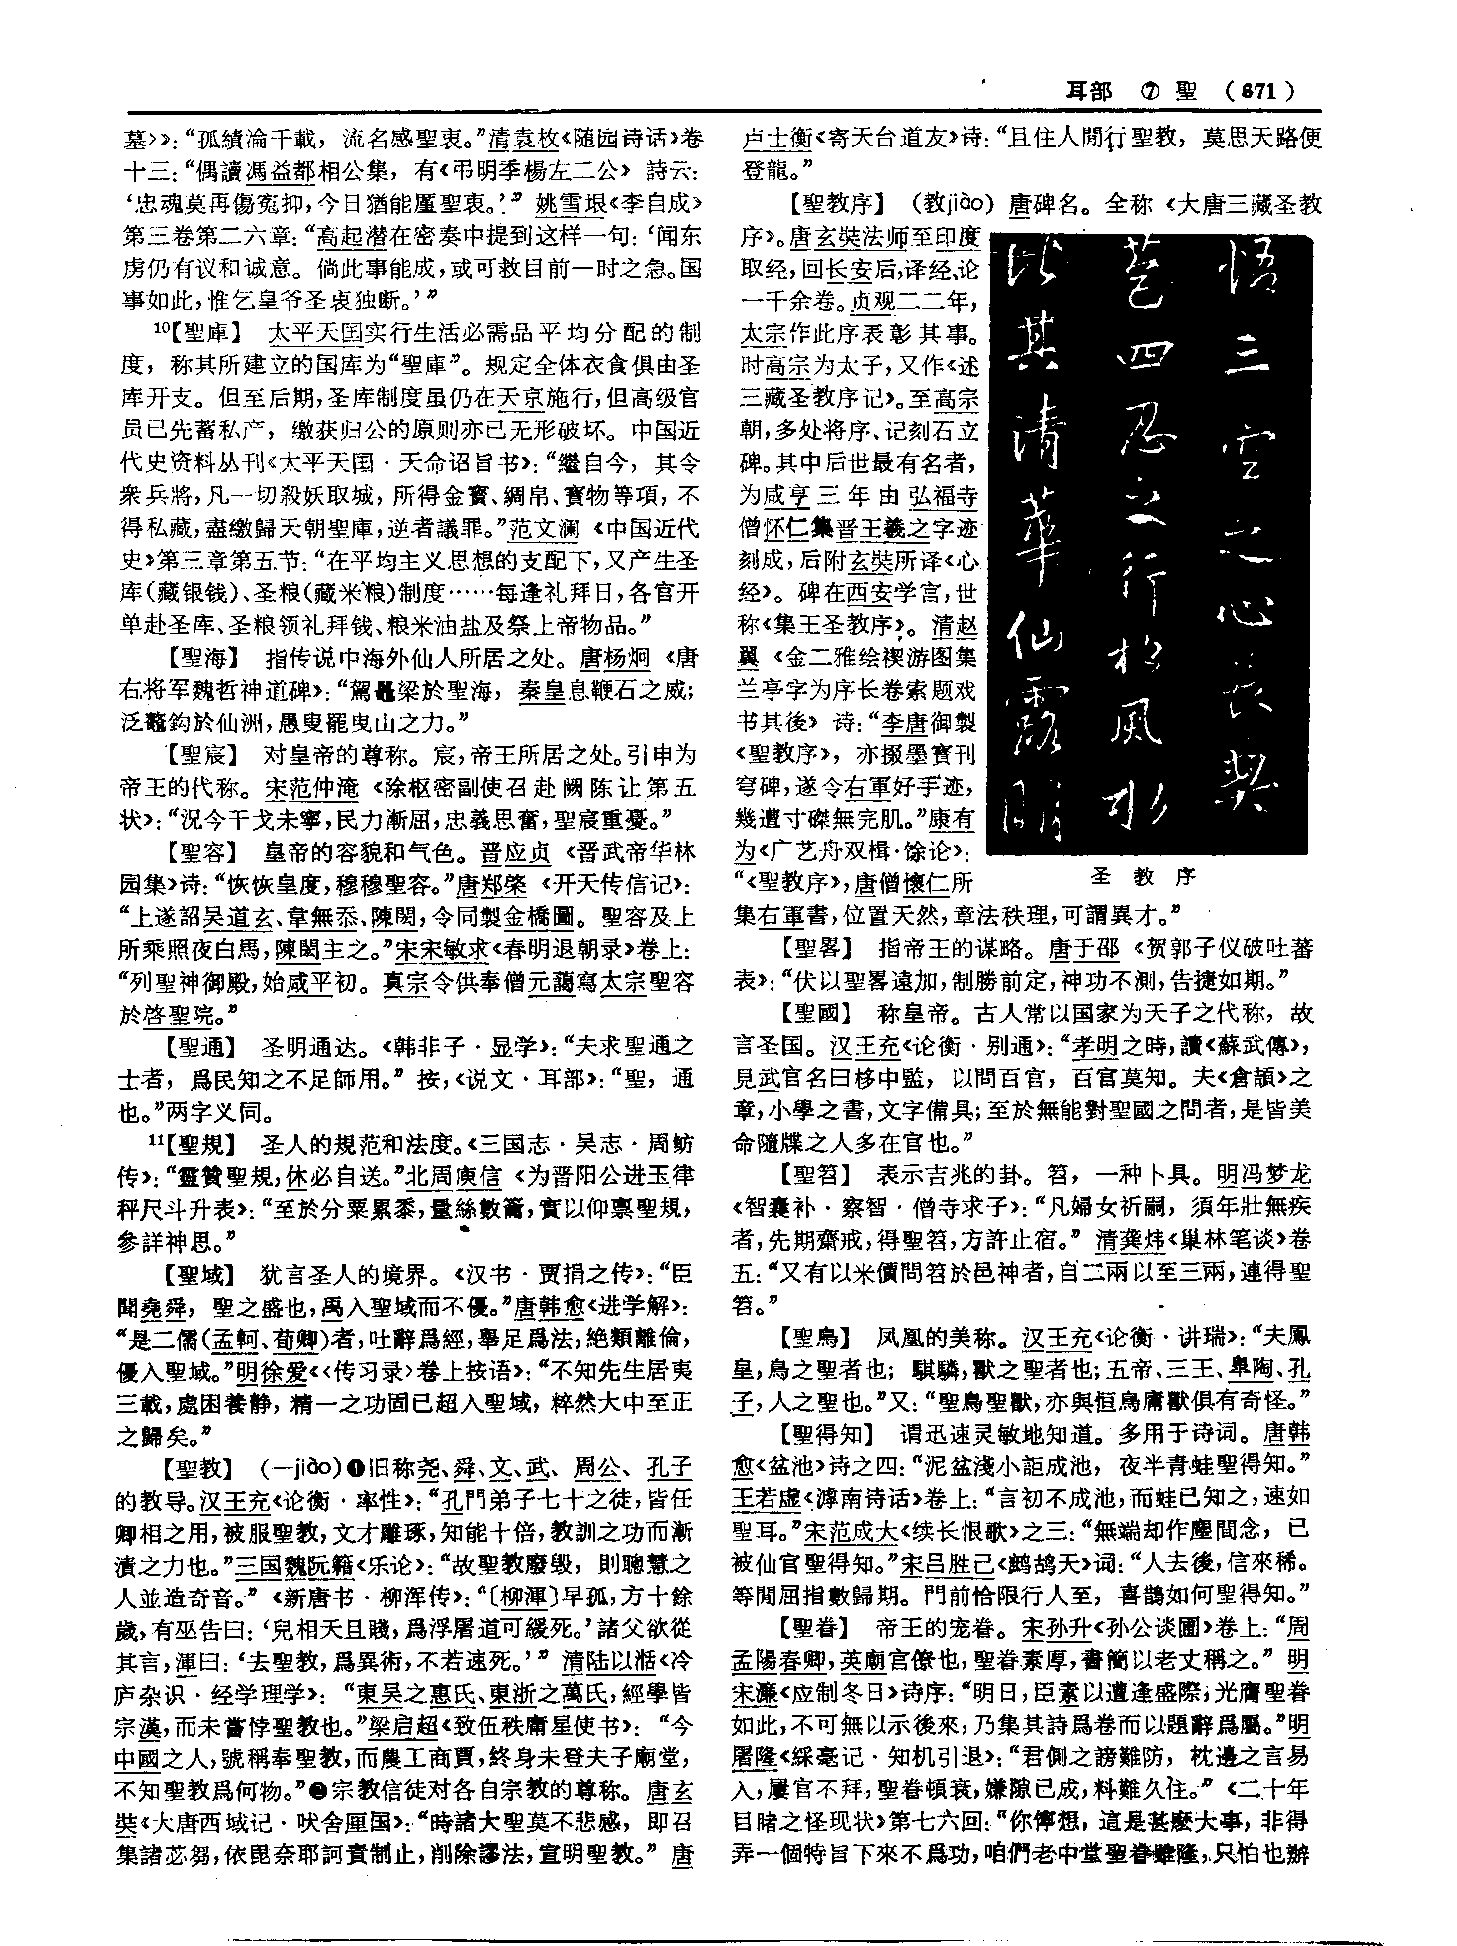 耳部　⑦ 聖　（671）
墓>》：“孤績淪千載，流名感聖衷。”清袁枚《随园诗话》卷
十三：“偶讀馮益都相公集，有《弔明季楊左二公》詩云：
‘忠魂莫再傷冤抑，今日猶能厪聖衷。’” 姚雪垠《李自成》
第三卷第二六章：“高起潜在密奏中提到这样一句：‘闻东
虏仍有议和诚意。倘此事能成，或可救目前一时之急。国
事如此，惟乞皇爷圣衷独断。’”
10【聖庫】　太平天国实行生活必需品平均分配的制
度，称其所建立的国库为“聖庫”。规定全体衣食俱由圣
库开支。但至后期，圣库制度虽仍在天京施行，但高级官
员已先蓄私产，缴获归公的原则亦已无形破坏。中国近
代史资料丛刊《太平天国·天命诏旨书》：“繼自今，其令
衆兵將，凡一切殺妖取城，所得金寶、綢帛、寶物等項，不
得私藏，盡繳歸天朝聖庫，逆者議罪。”范文澜《中国近代
史》第三章第五节：“在平均主义思想的支配下，又产生圣
库（藏银钱）、圣粮（藏米粮）制度……每逢礼拜日，各官开
单赴圣库、圣粮领礼拜钱、粮米油盐及祭上帝物品。”
【聖海】　指传说中海外仙人所居之处。唐杨炯《唐
右将军魏哲神道碑》：“駕黿梁於聖海，秦皇息鞭石之威；
泛鼇鈎於仙洲，愚叟罷曳山之力。”
【聖宸】　对皇帝的尊称。宸，帝王所居之处。引申为
帝王的代称。宋范仲淹《除枢密副使召赴阙陈让第五
状》：“況今干戈未寧，民力漸屈，忠義思奮，聖宸重憂。”
【聖容】　皇帝的容貌和气色。晋应贞《晋武帝华林
园集》诗：“恢恢皇度，穆穆聖容。”唐郑棨《开天传信记》：
“上遂詔吴道玄、韋無忝、陳閎，令同製金橋圖。聖容及上
所乘照夜白馬，陳閎主之。”宋宋敏求《春明退朝录》卷上：
“列聖神御殿，始咸平初。真宗令供奉僧元藹寫太宗聖容
於啓聖院。”
【聖通】　圣明通达。《韩非子·显学》：“夫求聖通之
士者，爲民知之不足師用。”按，《说文·耳部》：“聖，通
也。”两字义同。
11【聖規】　圣人的规范和法度。《三国志·吴志·周鲂
传》：“靈贊聖規，休必自送。”北周庾信《为晋阳公进玉律
秤尺斗升表》：“至於分粟累黍，量絲數籥，實以仰禀聖規，
參詳神思。”
【聖域】　犹言圣人的境界。《汉书·贾捐之传》：“臣
聞堯舜，聖之盛也，禹入聖域而不優。”唐韩愈《进学解》：
“是二儒（孟軻、荀卿）者，吐辭爲經，舉足爲法，絶類離倫，
優入聖域。”明徐爱《<传习录>卷上按语》：“不知先生居夷
三載，處困養静，精一之功固已超入聖域，粹然大中至正
之歸矣。”
【聖教】　（—jiào）❶旧称尧、舜、文、武、周公、孔子
的教导。汉王充《论衡·率性》：“孔門弟子七十之徒，皆任
卿相之用，被服聖教，文才雕琢，知能十倍，教訓之功而漸
漬之力也。”三国魏阮籍《乐论》：“故聖教廢毁，則聰慧之
人並造奇音。”《新唐书·柳浑传》：“〔柳渾〕早孤，方十餘
歲，有巫告曰：‘兒相夭且賤，爲浮屠道可緩死。’諸父欲從
其言，渾曰：‘去聖教，爲異術，不若速死。’” 清陆以湉《冷
庐杂识·经学理学》：“東吴之惠氏、東浙之萬氏，經學皆
宗漢，而未嘗悖聖教也。”梁启超《致伍秩庸星使书》：“今
中國之人，號稱奉聖教，而農工商賈，終身未登夫子廟堂，
不知聖教爲何物。”❷宗教信徒对各自宗教的尊称。唐玄
奘《大唐西域记·吠舍厘国》：“時諸大聖莫不悲感，即召
集諸苾芻，依毘奈耶訶責制止，削除謬法，宣明聖教。”唐
卢士衡《寄天台道友》诗：“且住人間行聖教，莫思天路便
登龍。”
【聖教序】　（教jiào）唐碑名。全称《大唐三藏圣教
序》。唐玄奘法师至印度
取经，回长安后，译经、论
一千余卷。贞观二二年，
太宗作此序表彰其事。
时高宗为太子，又作《述
三藏圣教序记》。至高宗
朝，多处将序、记刻石立
碑。其中后世最有名者，
为咸亨三年由弘福寺
僧怀仁集晋王羲之字迹
刻成，后附玄奘所译《心
经》。碑在西安学宫，世
称《集王圣教序》。清赵
翼《金二雅绘禊游图集
兰亭字为序长卷索题戏
书其後》诗：“李唐御製
《聖教序》，亦掇墨寳刊
穹碑，遂令右軍好手迹，
幾遭寸磔無完肌。”康有
为《广艺舟双楫·馀论》：
“《聖教序》，唐僧懷仁所
集右軍書，位置天然，章法秩理，可謂異才。”
悟三空之心長契
苞四忍之行松風水
比其清華仙露明
圣教序
【聖畧】　指帝王的谋略。唐于邵《贺郭子仪破吐蕃
表》：“伏以聖畧遠加，制勝前定，神功不測，告捷如期。”
【聖國】　称皇帝。古人常以国家为天子之代称，故
言圣国。汉王充《论衡·别通》：“孝明之時，讀《蘇武傳》，
見武官名曰栘中監，以問百官，百官莫知。夫《倉頡》之
章，小學之書，文字備具；至於無能對聖國之問者，是皆美
命隨牒之人多在官也。”
【聖筶】　表示吉兆的卦。筶，一种卜具。明冯梦龙
《智囊补·察智·僧寺求子》：“凡婦女祈嗣，須年壯無疾
者，先期齋戒，得聖筶，方許止宿。”清龚炜《巢林笔谈》卷
五：“又有以米價問筶於邑神者，自二兩以至三兩，連得聖
筶。”
【聖鳥】　凤凰的美称。汉王充《论衡·讲瑞》：“夫鳳
皇，鳥之聖者也；騏驎，獸之聖者也；五帝、三王、臯陶、孔
子，人之聖也。”又：“聖鳥聖獸，亦與恒鳥庸獸俱有奇怪。”
【聖得知】　谓迅速灵敏地知道。多用于诗词。唐韩
愈《盆池》诗之四：“泥盆淺小詎成池，夜半青蛙聖得知。”
王若虚《滹南诗话》卷上：“言初不成池，而蛙已知之，速如
聖耳。”宋范成大《续长恨歌》之三：“無端却作塵間念，已
被仙官聖得知。”宋吕胜己《鹧鸪天》词：“人去後，信來稀。
等閒屈指數歸期。門前恰限行人至，喜鵲如何聖得知。”
【聖眷】　帝王的宠眷。宋孙升《孙公谈圃》卷上：“周
孟陽春卿，英廟宫僚也，聖眷素厚，書簡以老丈稱之。”明
宋濂《应制冬日》诗序：“明日，臣素以遭逢盛際，光膺聖眷
如此，不可無以示後來，乃集其詩爲卷而以題辭爲屬。”明
屠隆《綵毫记·知机引退》：“君側之謗難防，枕邊之言易
入，屢官不拜，聖眷頓衰，嫌隙已成，料難久住。”《二十年
目睹之怪现状》第七六回：“你倻想，這是甚麽大事，非得
弄一個特旨下來不爲功，咱們老中堂聖眷雖隆，只怕也辦